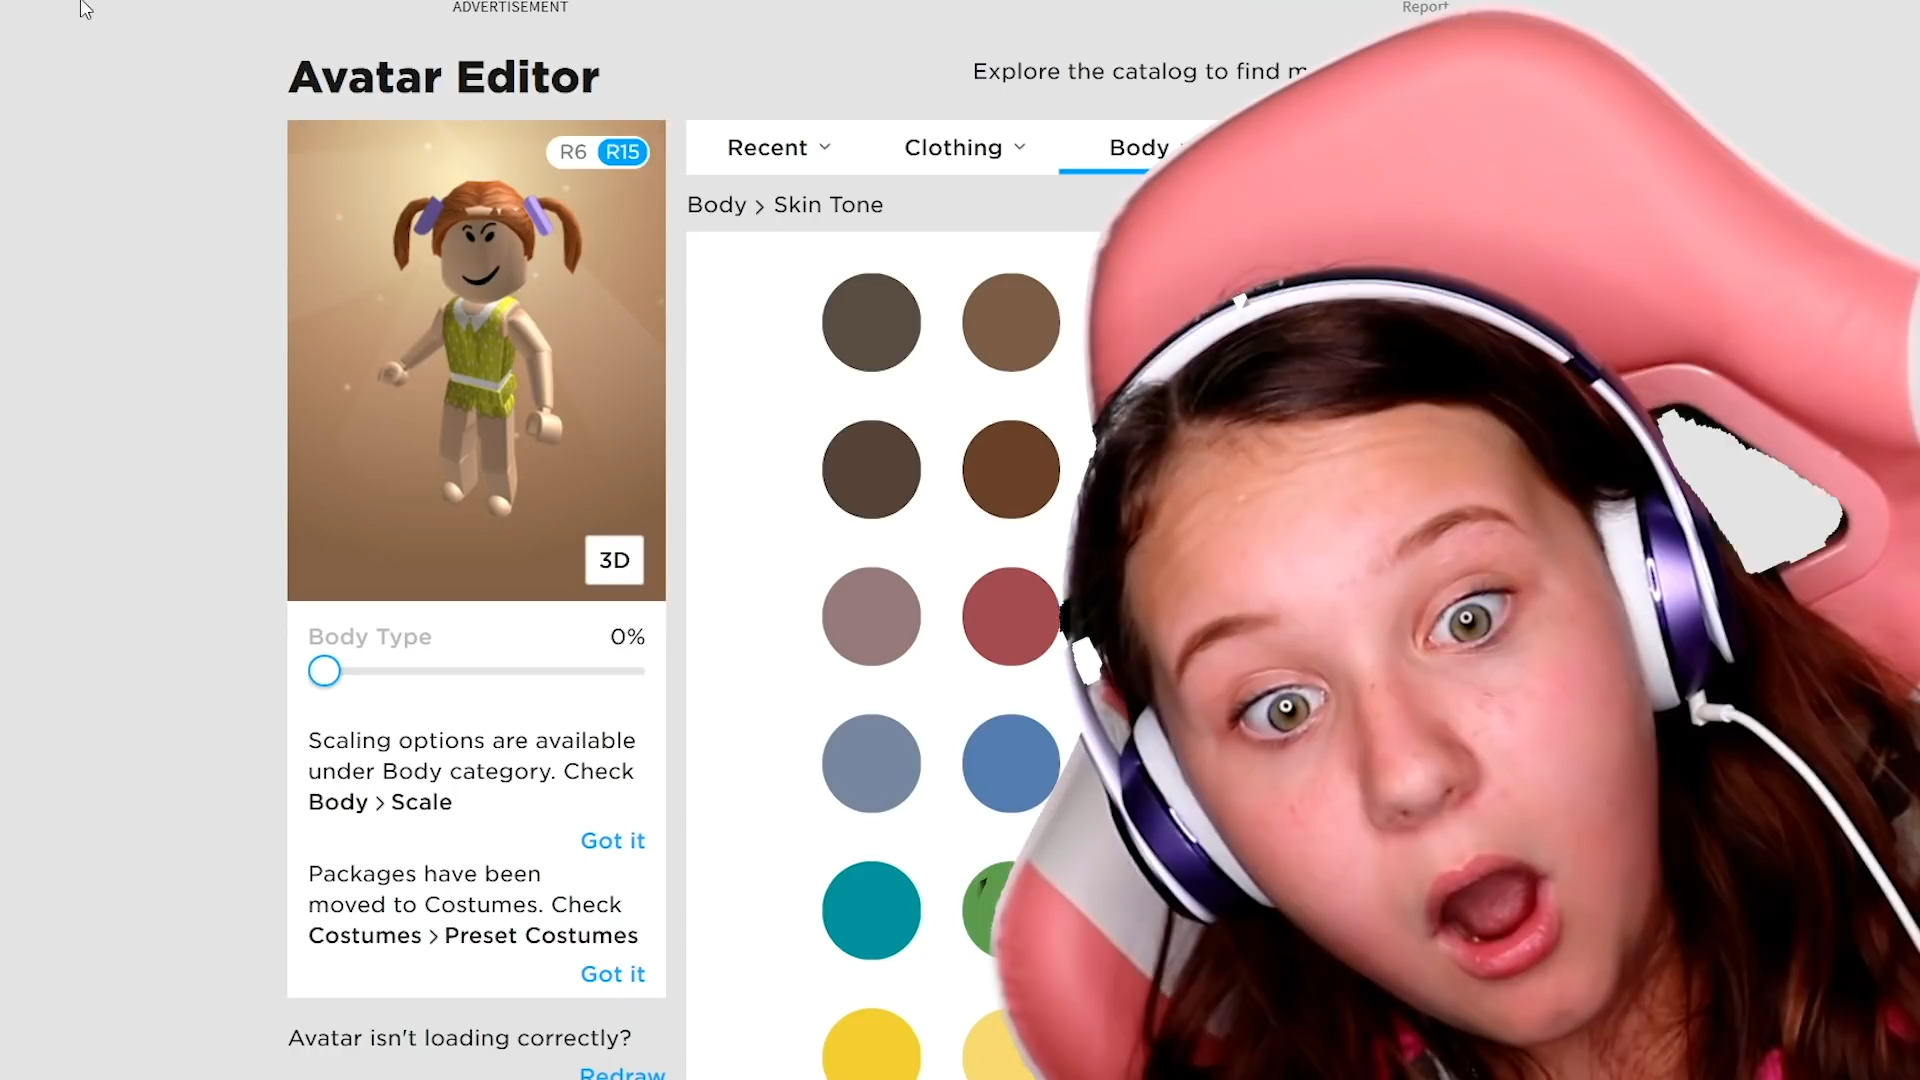 ADVERTISEMENT
Report
Avatar Editor
Explore the catalog to find
R6 R15
Recent
Clothing
Body
Body > Skin Tone
3D
Body Type 0%
Scaling options are available
under Body category. Check
Body > Scale
Got it
Packages have been
moved to Costumes. Check
Costumes > Preset Costumes
Got it
Avatar isn't loading correctly?
Redraw